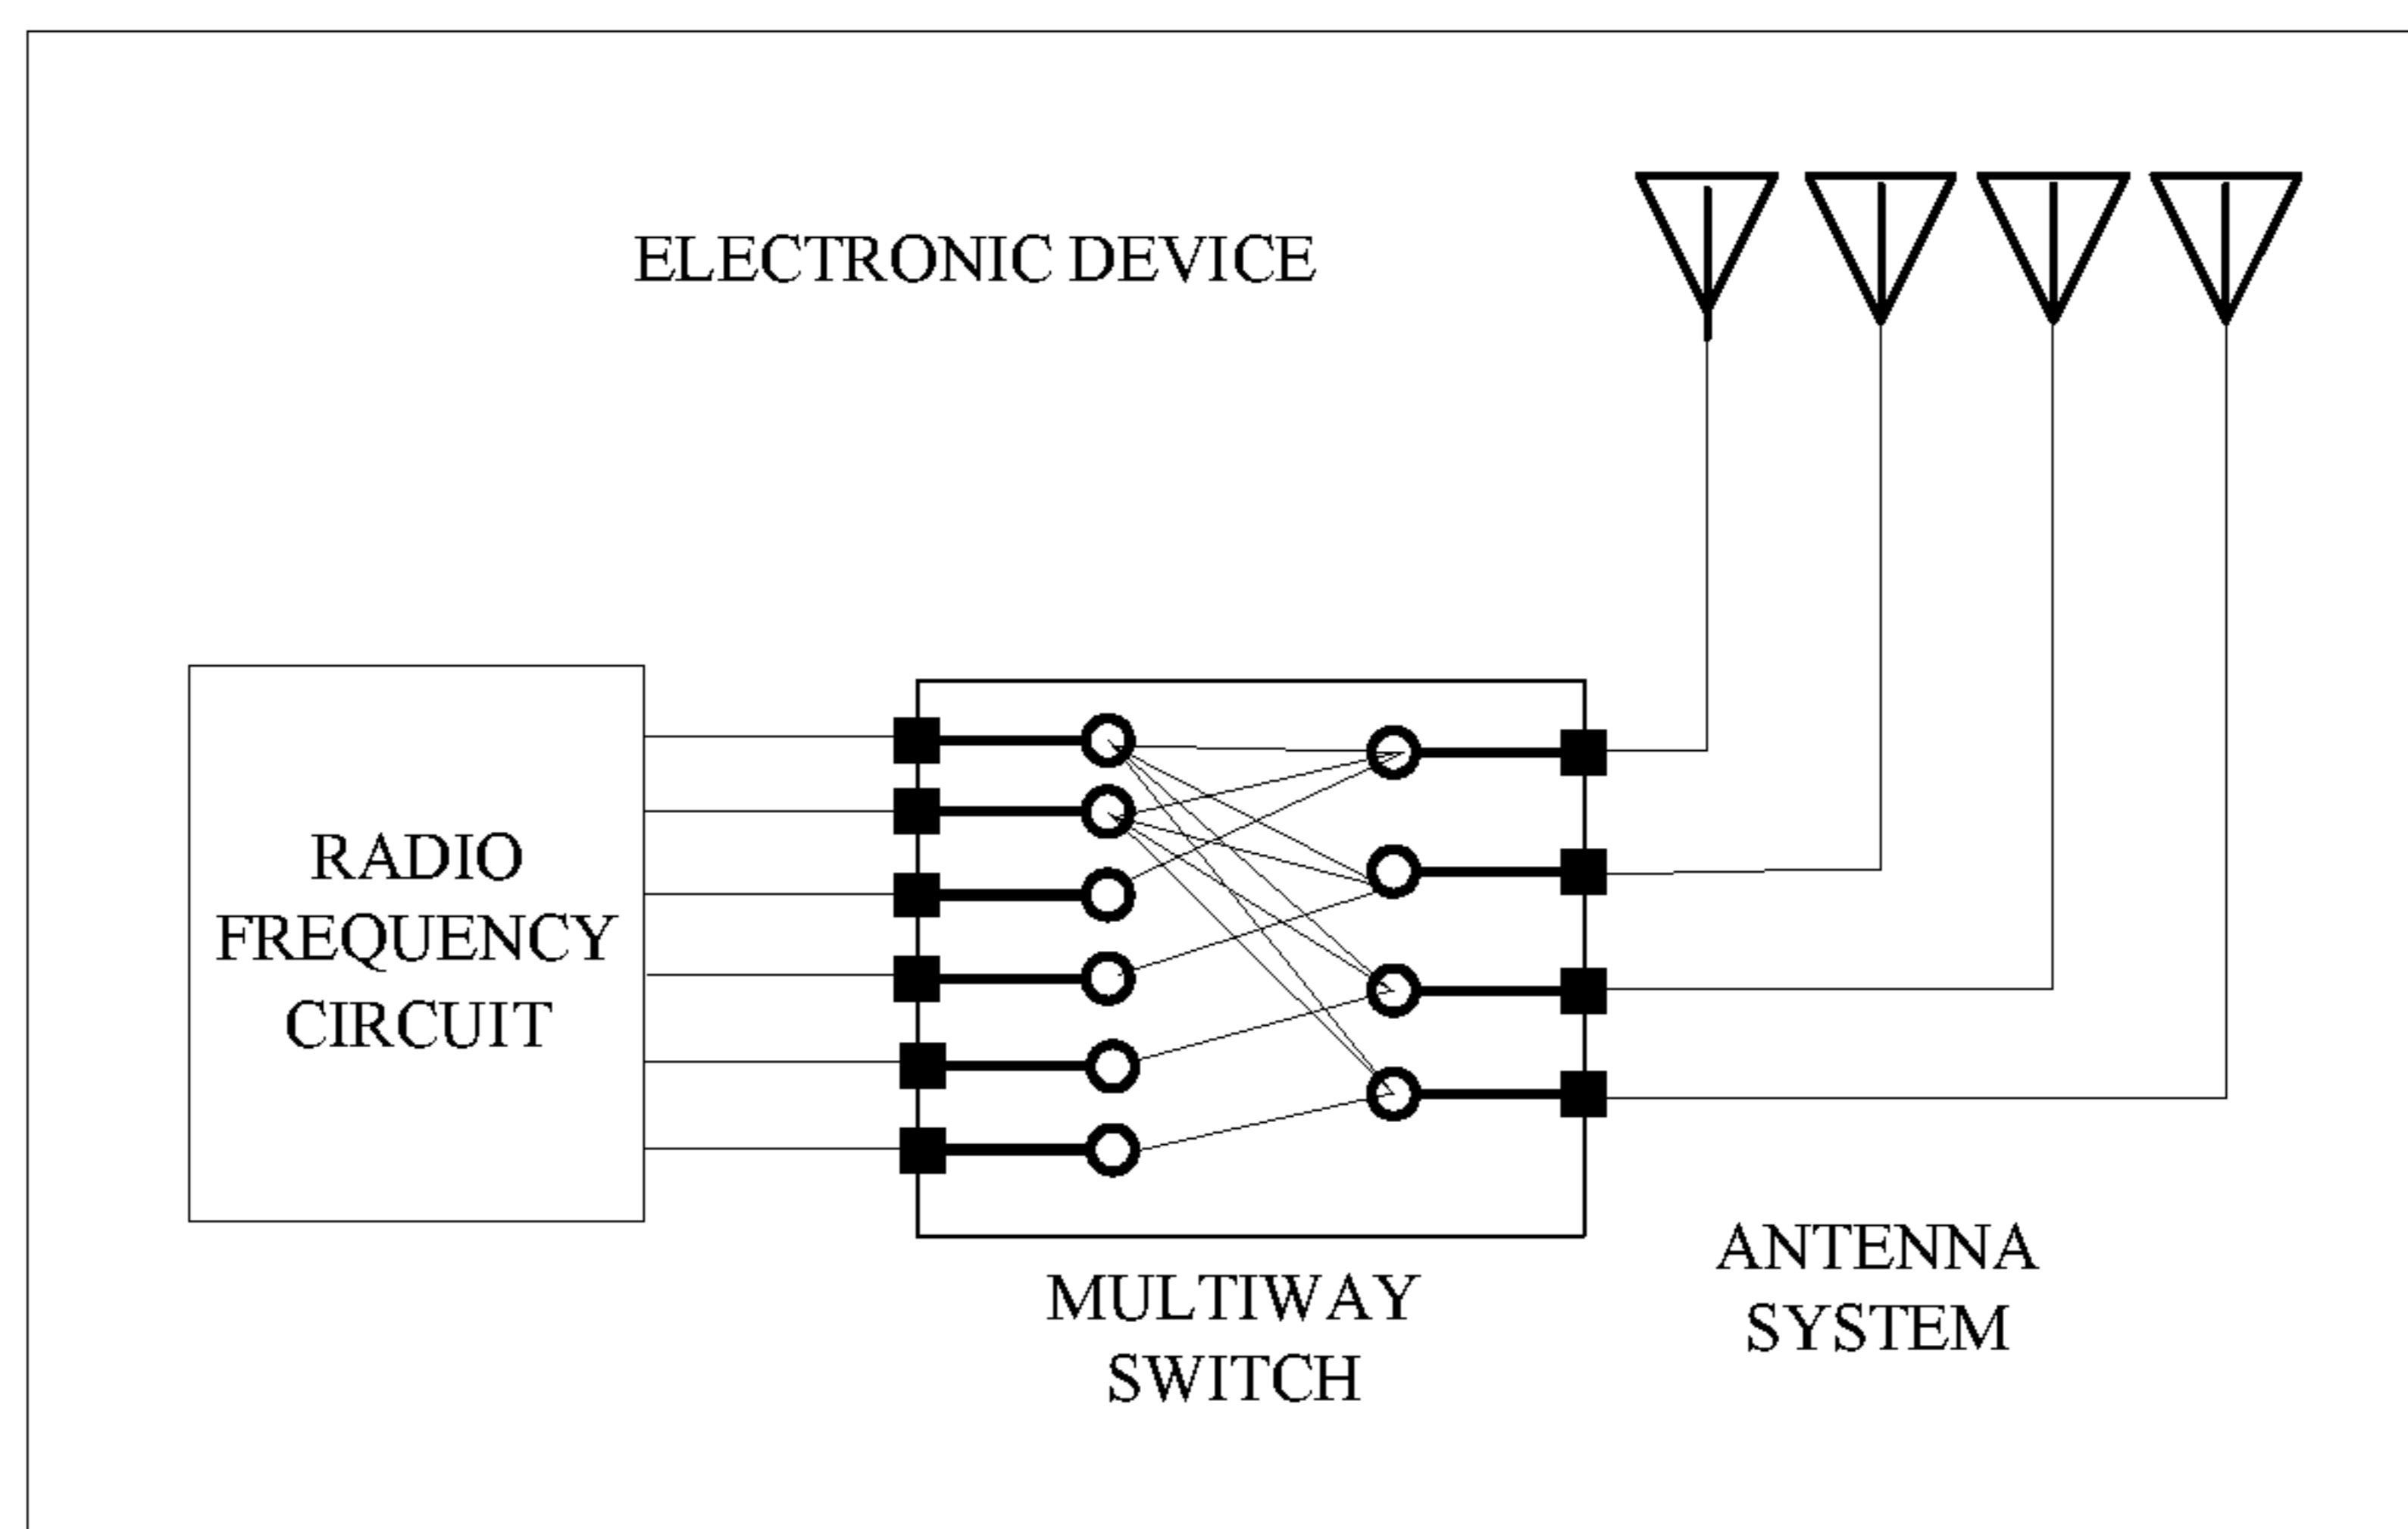 ELECTRONIC DEVICE
RADIO
FREQUENCY
CIRCUIT
MULTIWAY
SWITCH
ANTENNA
SYSTEM